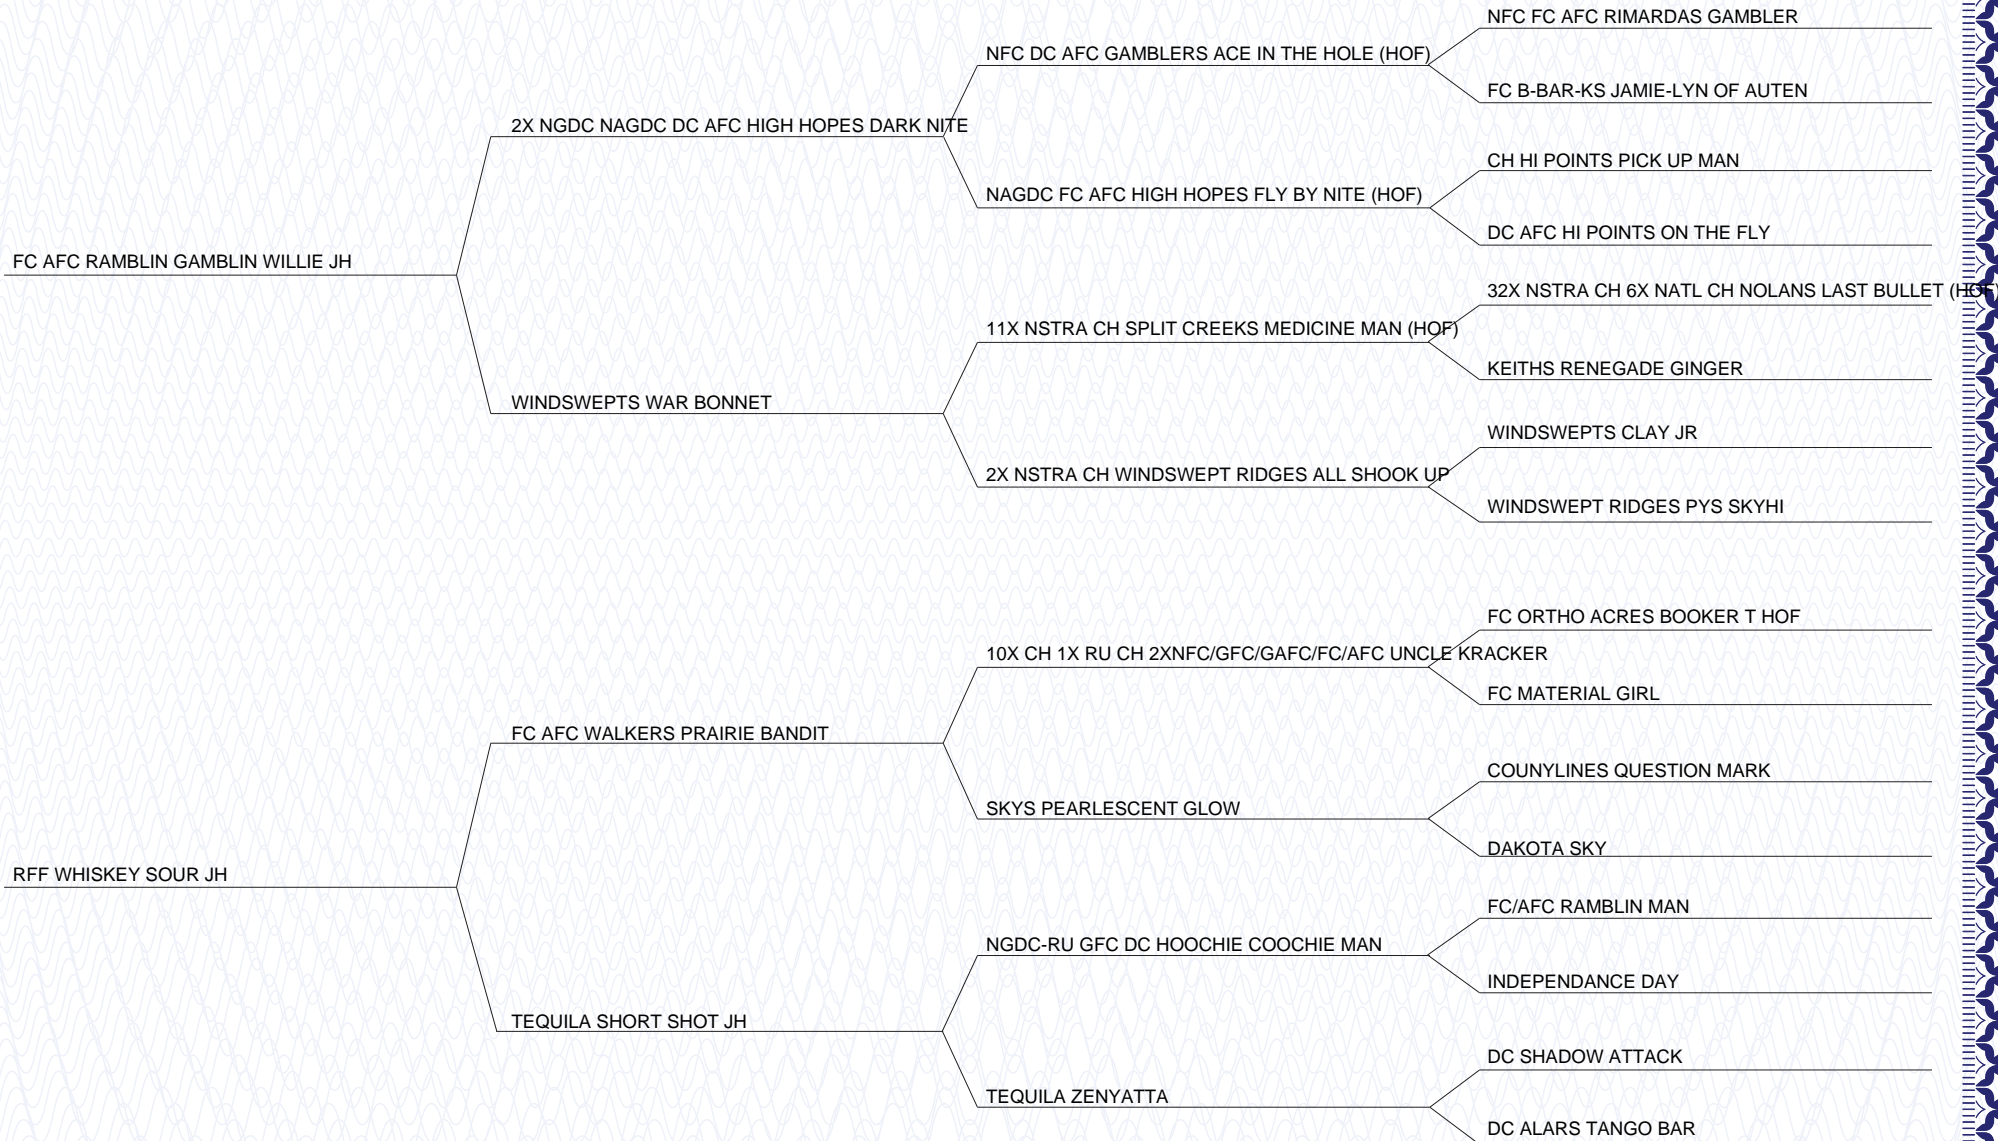 NFC FC AFC RIMARDAS GAMBLER
NFC DC AFC GAMBLERS ACE IN THE HOLE (HOF)
FC B-BAR-KS JAMIE-LYN OF AUTEN
2X NGDC NAGDC DC AFC HIGH HOPES DARK NITE
CH HI POINTS PICK UP MAN
NAGDC FC AFC HIGH HOPES FLY BY NITE (HOF)
DC AFC HI POINTS ON THE FLY
FC AFC RAMBLIN GAMBLIN WILLIE JH
32X NSTRA CH 6X NATL CH NOLANS LAST BULLET (HOF)
11X NSTRA CH SPLIT CREEKS MEDICINE MAN (HOF)
KEITHS RENEGADE GINGER
WINDSWEPTS WAR BONNET
WINDSWEPTS CLAY JR
2X NSTRA CH WINDSWEPT RIDGES ALL SHOOK UP
WINDSWEPT RIDGES PYS SKYHI
FC ORTHO ACRES BOOKER T HOF
10X CH 1X RU CH 2XNFC/GFC/GAFC/FC/AFC UNCLE KRACKER
FC MATERIAL GIRL
FC AFC WALKERS PRAIRIE BANDIT
COUNYLINES QUESTION MARK
SKYS PEARLESCENT GLOW
DAKOTA SKY
RFF WHISKEY SOUR JH
FC/AFC RAMBLIN MAN
NGDC-RU GFC DC HOOCHIE COOCHIE MAN
INDEPENDANCE DAY
TEQUILA SHORT SHOT JH
DC SHADOW ATTACK
TEQUILA ZENYATTA
DC ALARS TANGO BAR